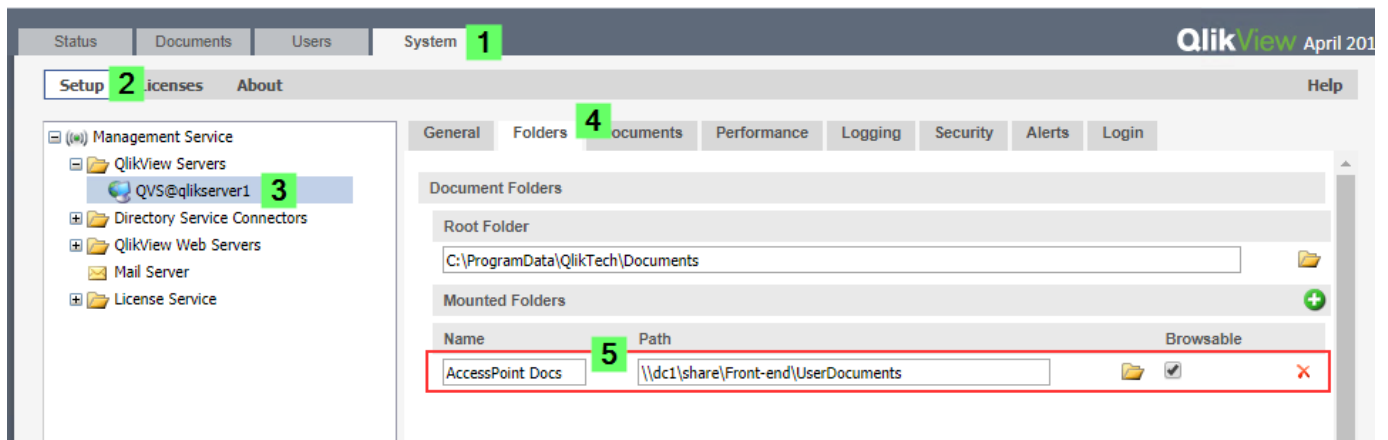 Status Documents Users System 1 QlikView April 201
Setup 2 icenses About Help
Management Service
QlikView Servers
QVS@qlikserver1 3
Directory Service Connectors
QlikView Web Servers
Mail Server
License Service
General Folders 4 ocuments Performance Logging Security Alerts Login
Document Folders
Root Folder
C:\ProgramData\QlikTech\Documents
Mounted Folders
Name 5 Path Browsable
AccessPoint Docs \\dc1\share\Front-end\UserDocuments